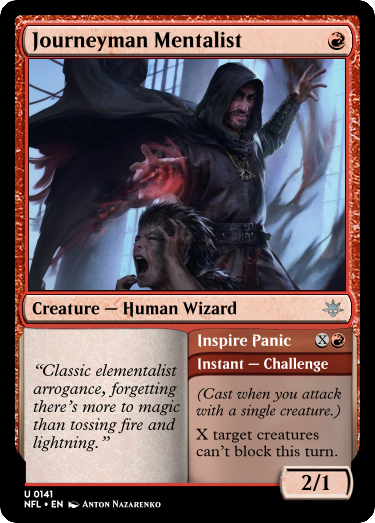 Journeyman Mentalist
Creature — Human Wizard
“Classic elementalist
arrogance, forgetting
there’s more to magic
than tossing fire and
lightning.”
Inspire Panic X
Instant — Challenge
(Cast when you attack
with a single creature.)
X target creatures
can’t block this turn.
2/1
U 0141
NFL • EN Anton Nazarenko